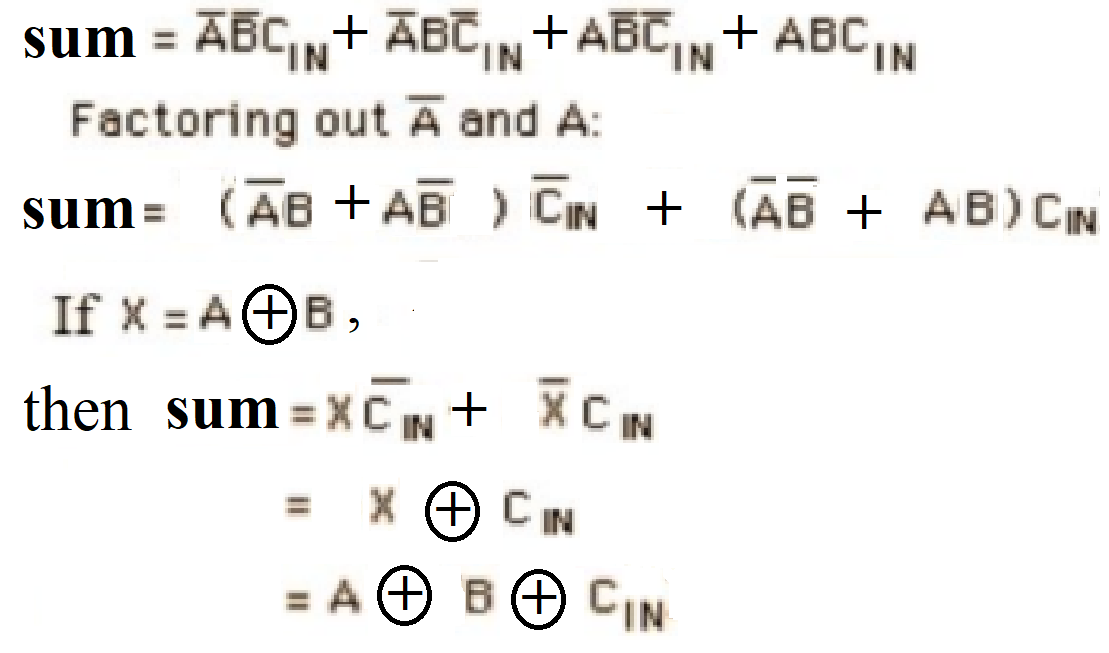 sum = A̅B̅C_IN + A̅BC̅_IN + AB̅C̅_IN + ABC_IN
Factoring out A̅ and A:
sum = (A̅B + AB̅ ) C̅_IN + (A̅B̅ + AB)C_IN
If X = A ⊕ B ,
then sum = XC̅_IN + X̅C_IN
= X ⊕ C_IN
= A ⊕ B ⊕ C_IN